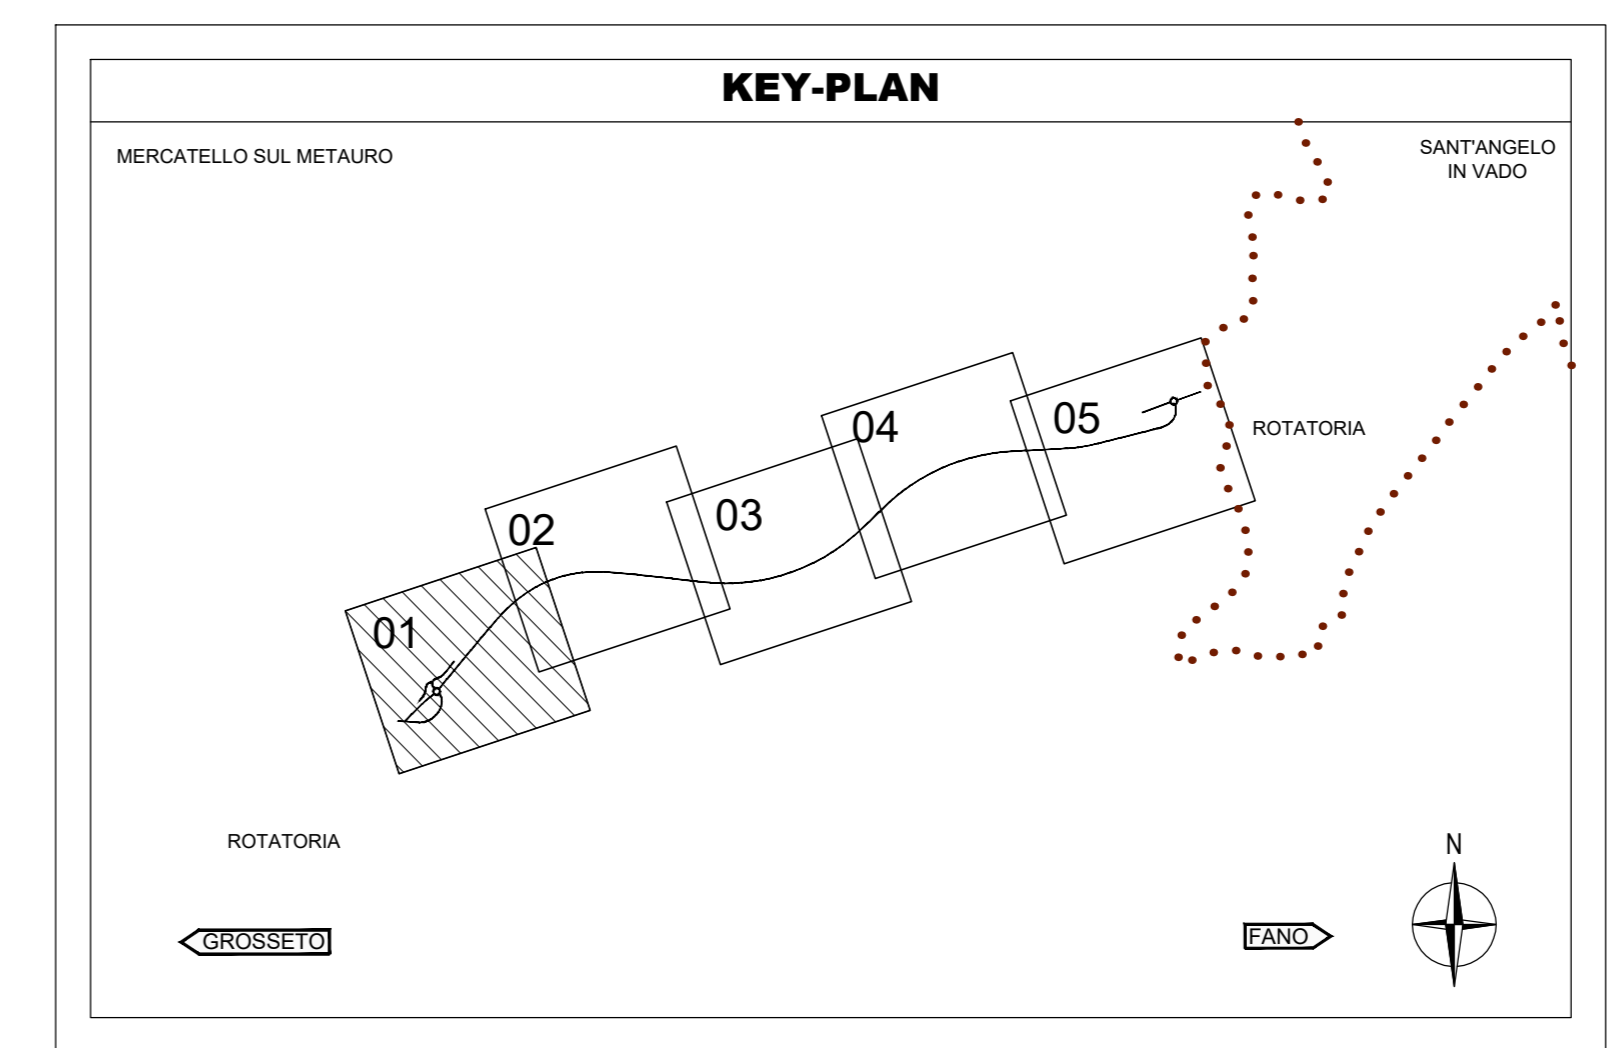 KEY-PLAN
MERCATELLO SUL METAURO
SANT'ANGELO
IN VADO
04
05
ROTATORIA
03
02
01
ROTATORIA
N
GROSSETO
FANO